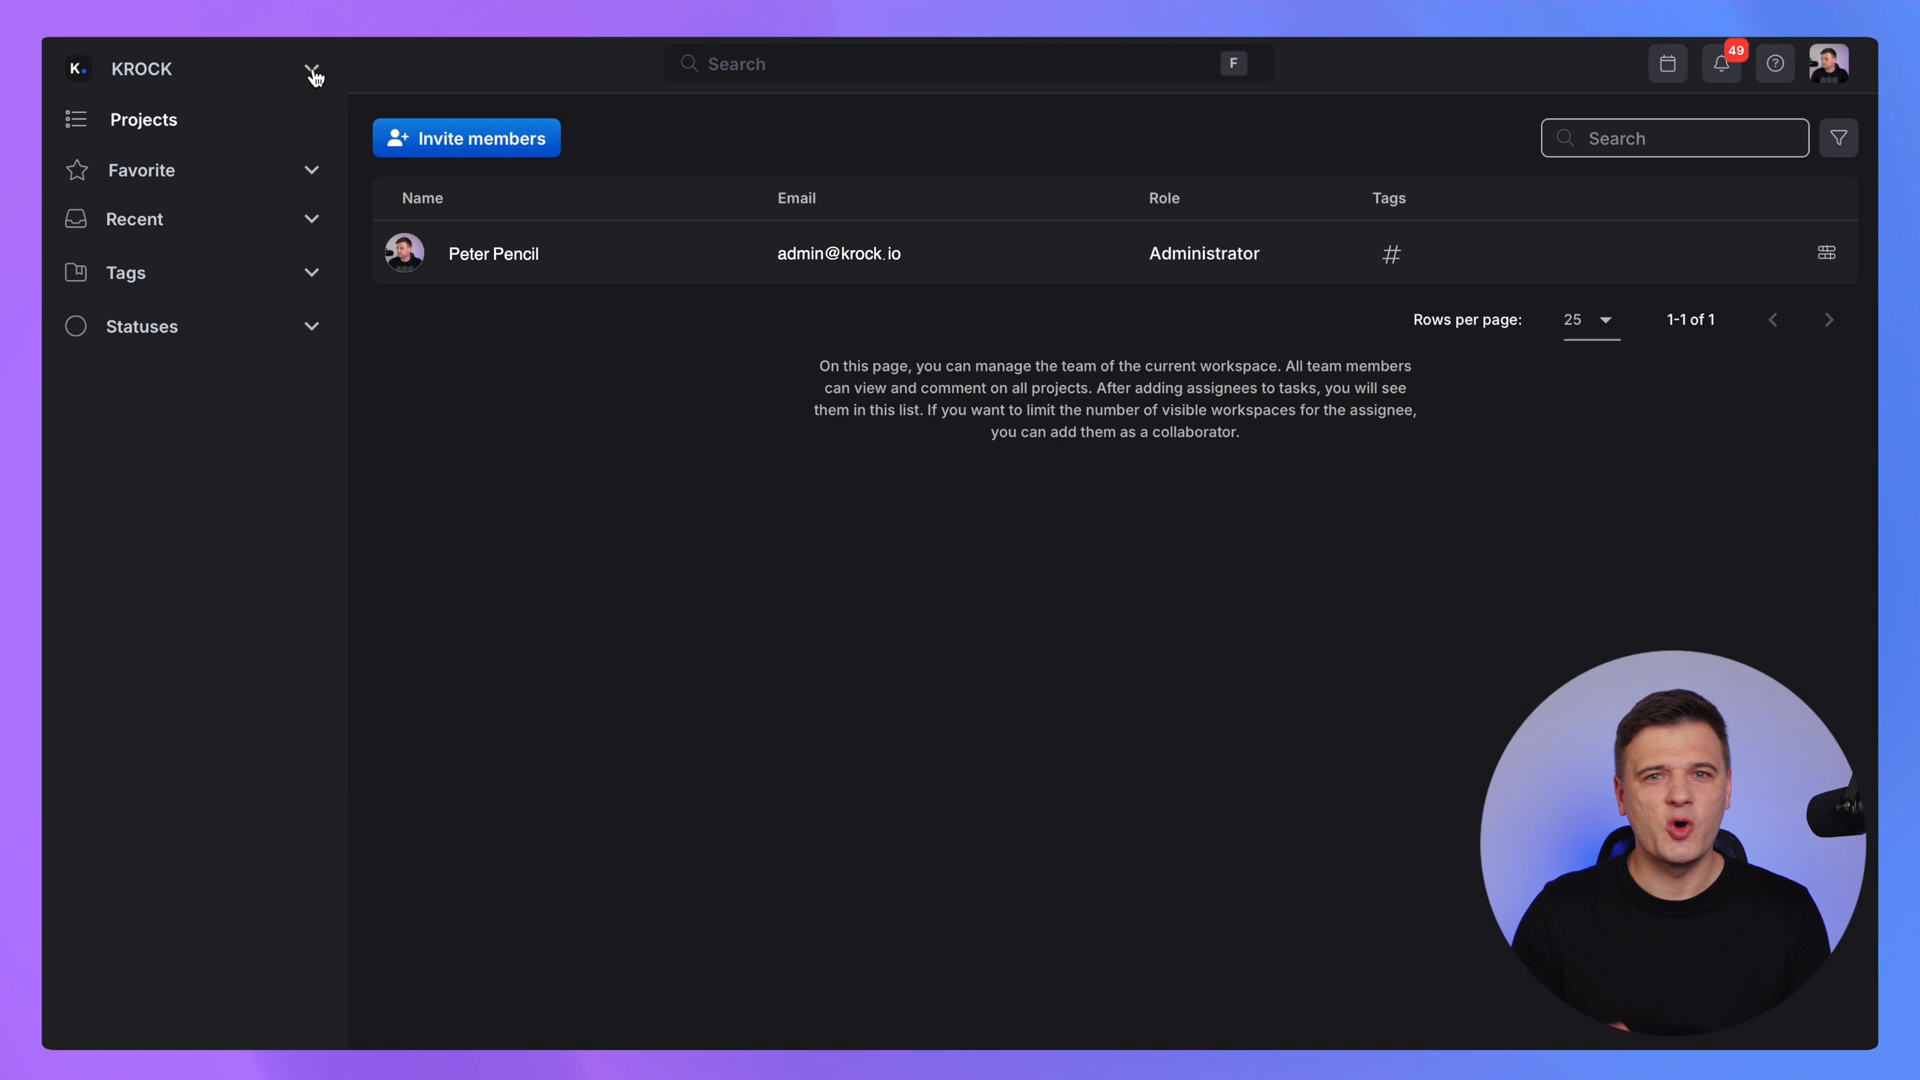 K. KROCK
Search F
49
Projects
Favorite
Recent
Tags
Statuses
Invite members
Search
Name Email Role Tags
Peter Pencil admin@krock.io Administrator #
Rows per page: 25 1-1 of 1
On this page, you can manage the team of the current workspace. All team members
can view and comment on all projects. After adding assignees to tasks, you will see
them in this list. If you want to limit the number of visible workspaces for the assignee,
you can add them as a collaborator.